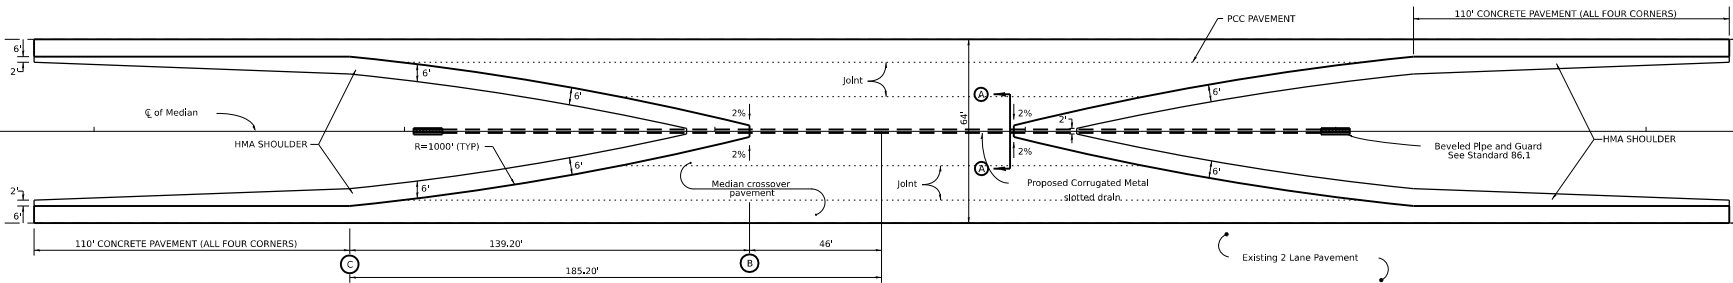 110' CONCRETE PAVEMENT (ALL FOUR CORNERS)
PCC PAVEMENT
6'
2'
6'
6'
Joint
A
64'
2%
2%
6'
2'
℄ of Median
HMA SHOULDER
R=1000' (TYP)
2%
2%
HMA SHOULDER
Beveled Pipe and Guard
See Standard 86,1
6'
6'
A
6'
Joint
Median crossover
pavement
Proposed Corrugated Metal
slotted drain
2'
6'
110' CONCRETE PAVEMENT (ALL FOUR CORNERS)
139.20'
46'
C
B
185.20'
Existing 2 Lane Pavement